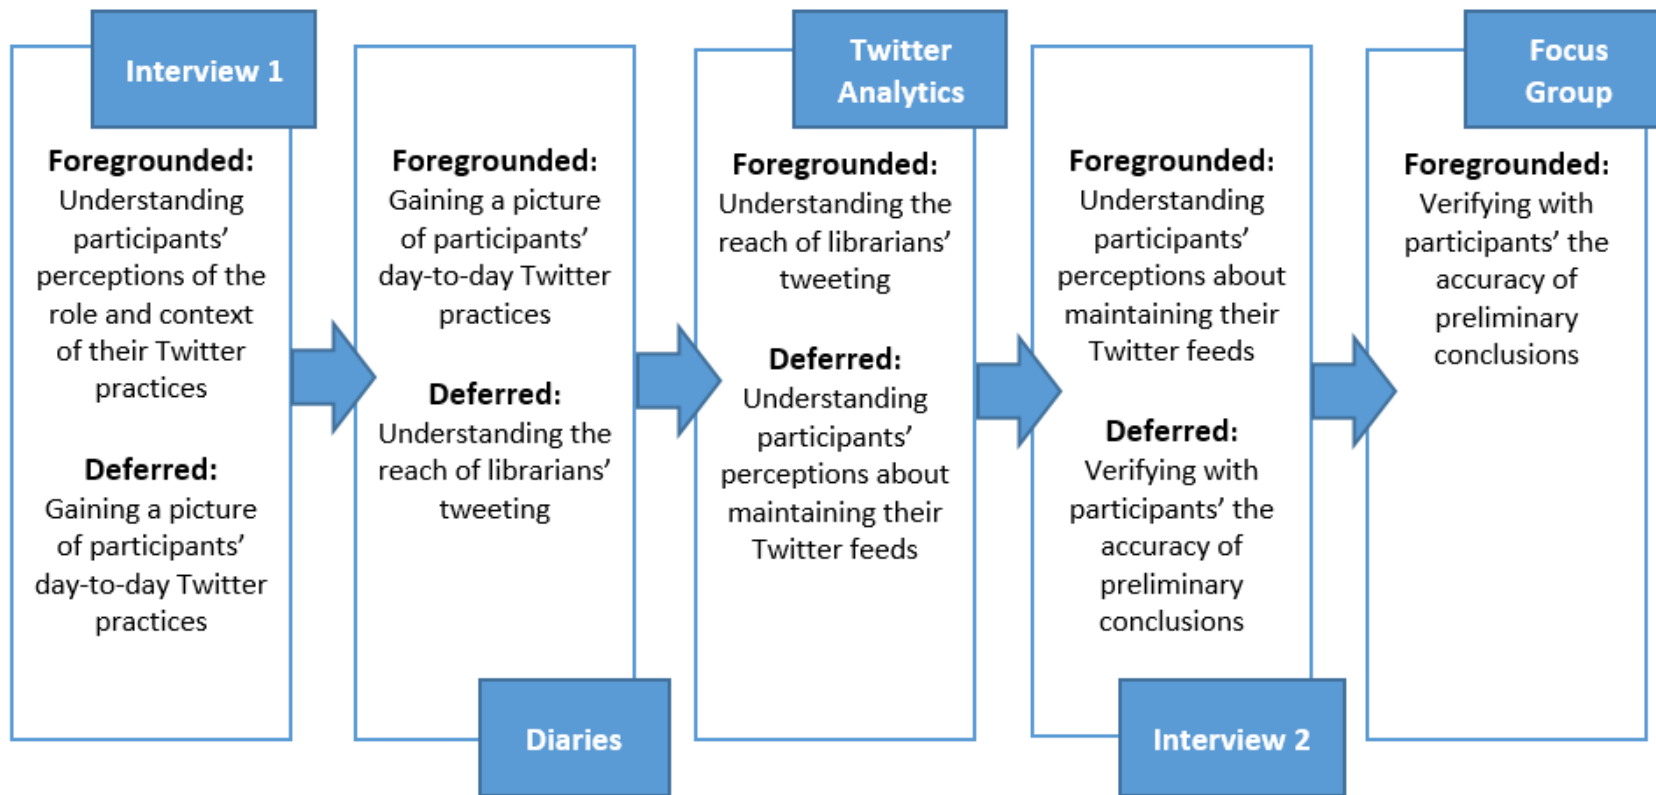 Interview 1
Foregrounded:
Understanding
participants’
perceptions of the
role and context
of their Twitter
practices
Deferred:
Gaining a picture
of participants’
day-to-day Twitter
practices
Foregrounded:
Gaining a picture
of participants’
day-to-day Twitter
practices
Deferred:
Understanding the
reach of librarians’
tweeting
Diaries
Twitter
Analytics
Foregrounded:
Understanding the
reach of librarians’
tweeting
Deferred:
Understanding
participants’
perceptions about
maintaining their
Twitter feeds
Foregrounded:
Understanding
participants’
perceptions about
maintaining their
Twitter feeds
Deferred:
Verifying with
participants’ the
accuracy of
preliminary
conclusions
Interview 2
Focus
Group
Foregrounded:
Verifying with
participants’ the
accuracy of
preliminary
conclusions